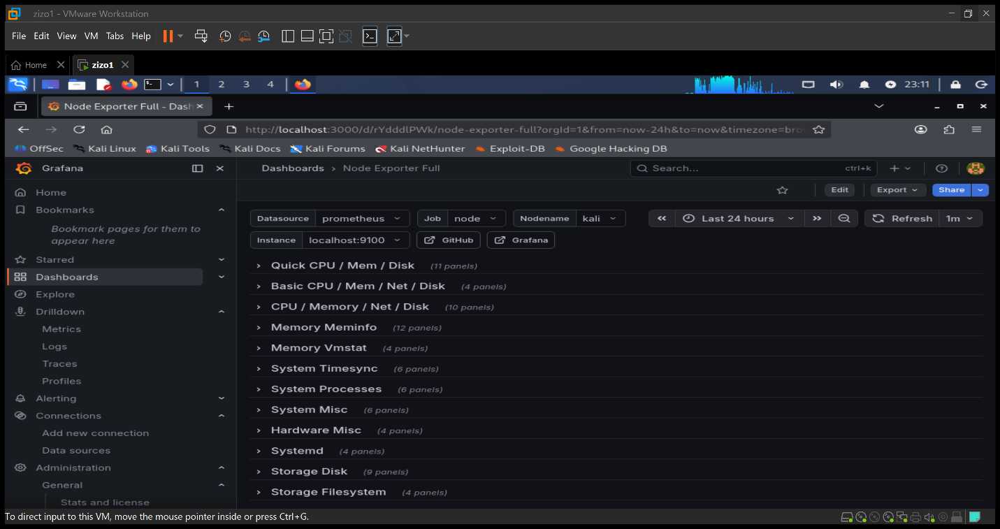 zizo1 - VMware Workstation
File Edit View VM Tabs Help
Home
zizo1
1 2 3 4
23:11
Node Exporter Full - Dash
http://localhost:3000/d/rYdddlPWk/node-exporter-full?orgId=1&from=now-24h&to=now&timezone=brow
OffSec Kali Linux Kali Tools Kali Docs Kali Forums Kali NetHunter Exploit-DB Google Hacking DB
Grafana
Dashboards › Node Exporter Full
Search... ctrl+k
Edit Export Share
Home
Bookmarks
Bookmark pages for them to
appear here
Starred
Dashboards
Explore
Drilldown
Metrics
Logs
Traces
Profiles
Alerting
Connections
Add new connection
Data sources
Administration
General
Stats and license
Datasource prometheus Job node Nodename kali
Last 24 hours Refresh 1m
Instance localhost:9100 GitHub Grafana
Quick CPU / Mem / Disk (11 panels)
Basic CPU / Mem / Net / Disk (4 panels)
CPU / Memory / Net / Disk (10 panels)
Memory Meminfo (12 panels)
Memory Vmstat (4 panels)
System Timesync (6 panels)
System Processes (6 panels)
System Misc (6 panels)
Hardware Misc (4 panels)
Systemd (4 panels)
Storage Disk (9 panels)
Storage Filesystem (4 panels)
To direct input to this VM, move the mouse pointer inside or press Ctrl+G.